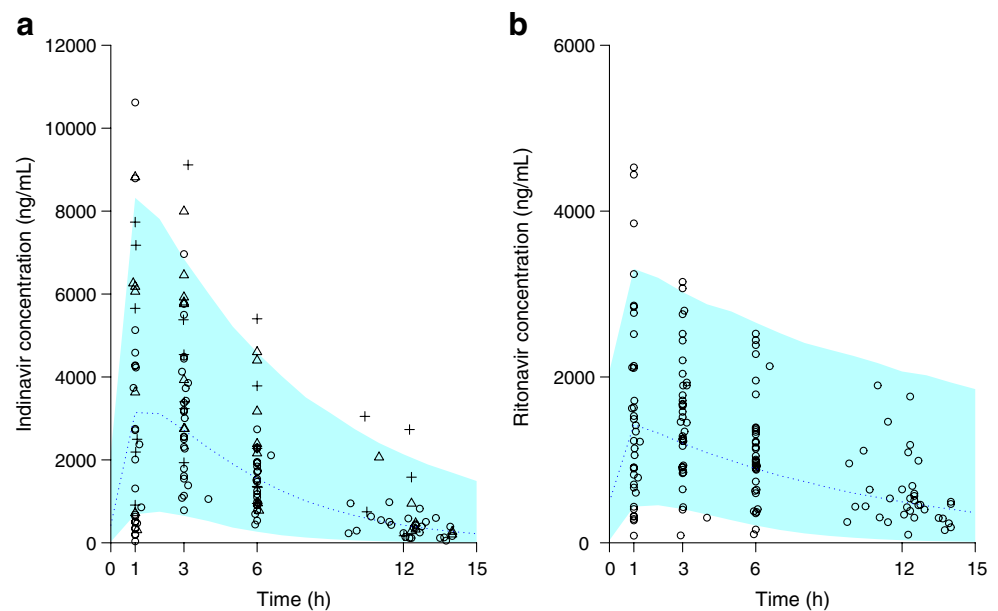 a
12000
10000
8000
6000
4000
2000
0
0 1 3 6 12 15
Time (h)
Indinavir concentration (ng/mL)
b
6000
4000
2000
0
0 1 3 6 12 15
Time (h)
Ritonavir concentration (ng/mL)